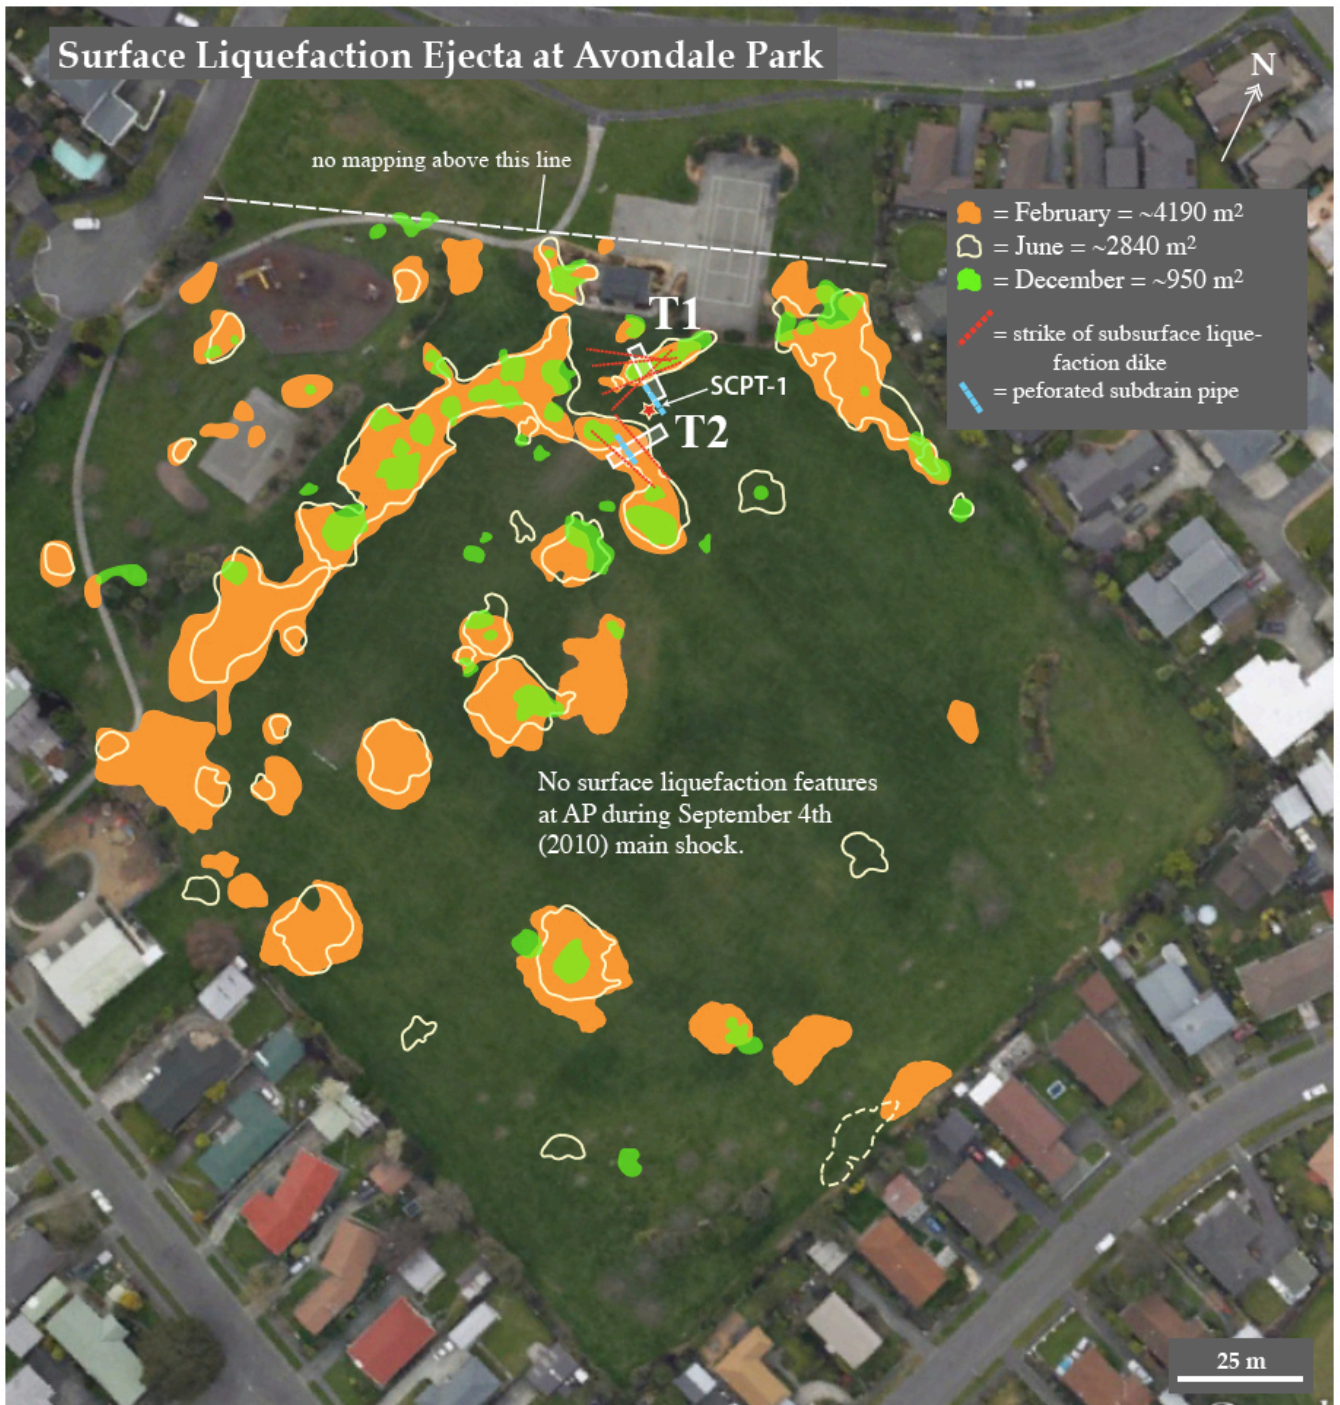 Surface Liquefaction Ejecta at Avondale Park
N
no mapping above this line
= February = ~4190 m²
= June = ~2840 m²
= December = ~950 m²
= strike of subsurface lique-
faction dike
= peforated subdrain pipe
T1
SCPT-1
T2
No surface liquefaction features
at AP during September 4th
(2010) main shock.
25 m